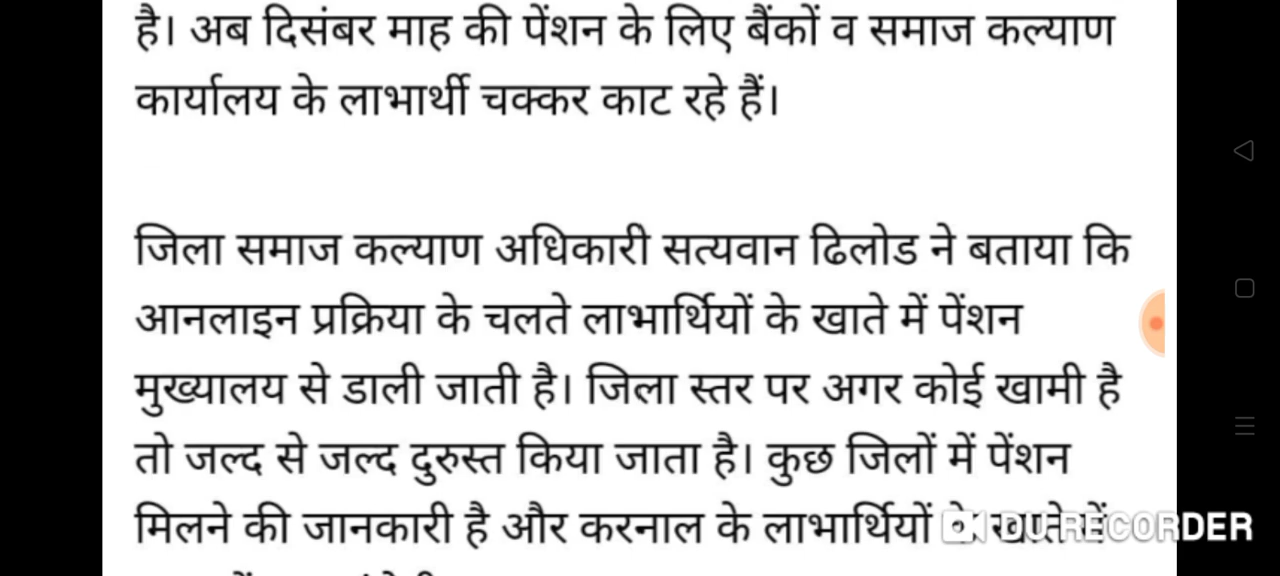 है। अब दिसंबर माह की पेंशन के लिए बैंकों व समाज कल्याण
कार्यालय के लाभार्थी चक्कर काट रहे हैं।
जिला समाज कल्याण अधिकारी सत्यवान ढिलोड ने बताया कि
आनलाइन प्रक्रिया के चलते लाभार्थियों के खाते में पेंशन
मुख्यालय से डाली जाती है। जिला स्तर पर अगर कोई खामी है
तो जल्द से जल्द दुरुस्त किया जाता है। कुछ जिलों में पेंशन
मिलने की जानकारी है और करनाल के लाभार्थियों के खाते में
DU RECORDER